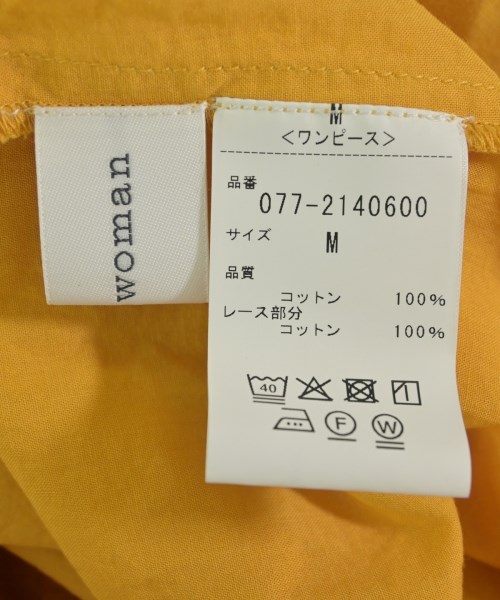 woman
M
<ワンピース>
品番
077-2140600
サイズ M
品質
コットン 100%
レース部分
コットン 100%
40
F
W